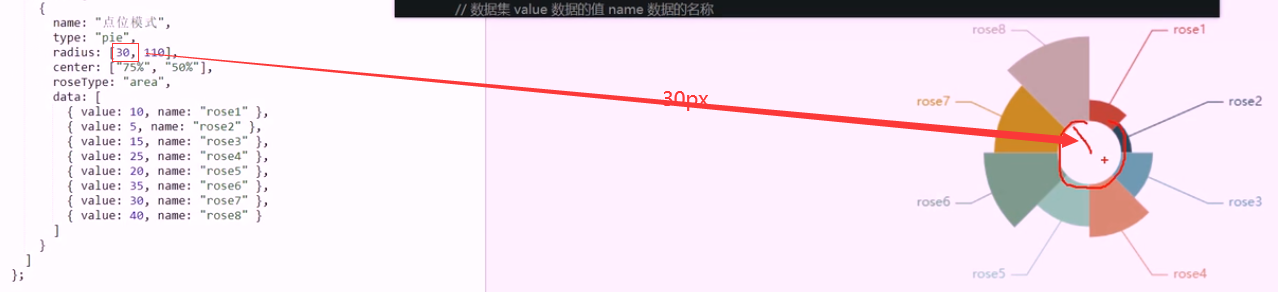 // 数据集 value 数据的值 name 数据的名称
{
name: "点位模式",
type: "pie",
radius: [30, 110],
center: ["75%", "50%"],
roseType: "area",
data: [
{ value: 10, name: "rose1" },
{ value: 5, name: "rose2" },
{ value: 15, name: "rose3" },
{ value: 25, name: "rose4" },
{ value: 20, name: "rose5" },
{ value: 35, name: "rose6" },
{ value: 30, name: "rose7" },
{ value: 40, name: "rose8" }
]
}
]
};
30px
rose8
rose1
rose7
rose2
rose6
rose3
rose5
rose4